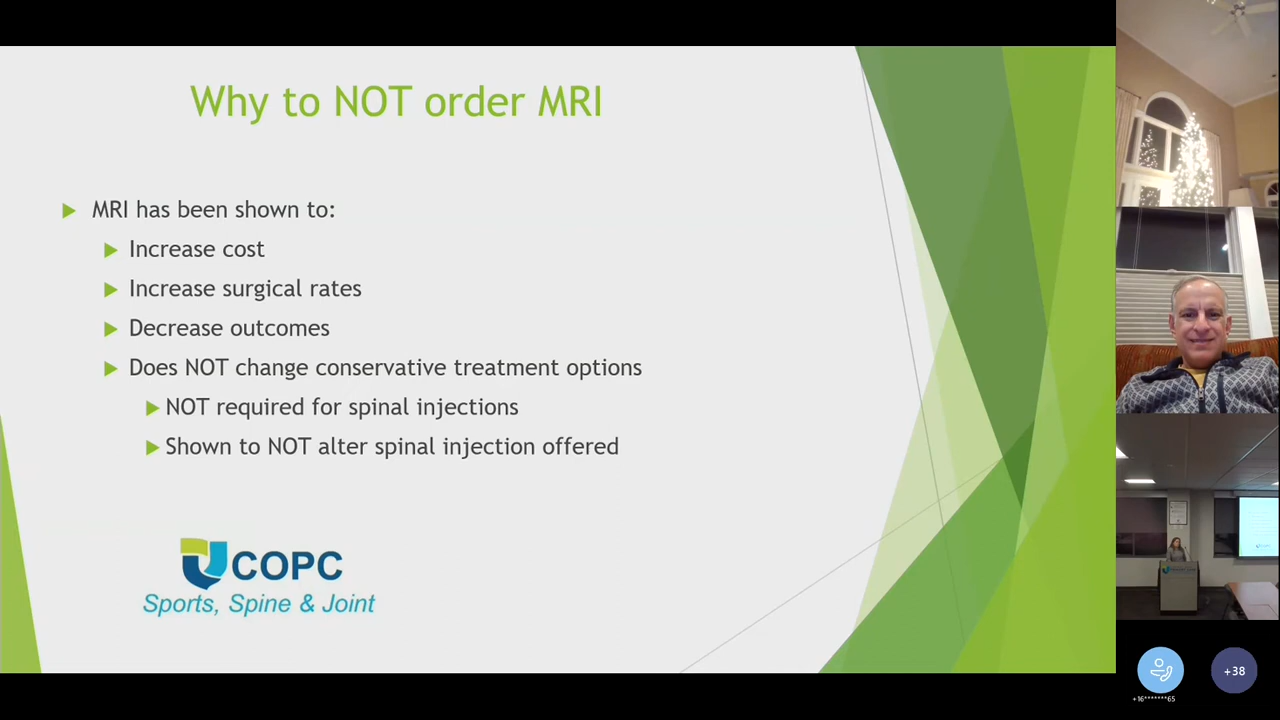 Why to NOT order MRI
MRI has been shown to:
Increase cost
Increase surgical rates
Decrease outcomes
Does NOT change conservative treatment options
NOT required for spinal injections
Shown to NOT alter spinal injection offered
COPC
Sports, Spine & Joint
+16*******65
+38